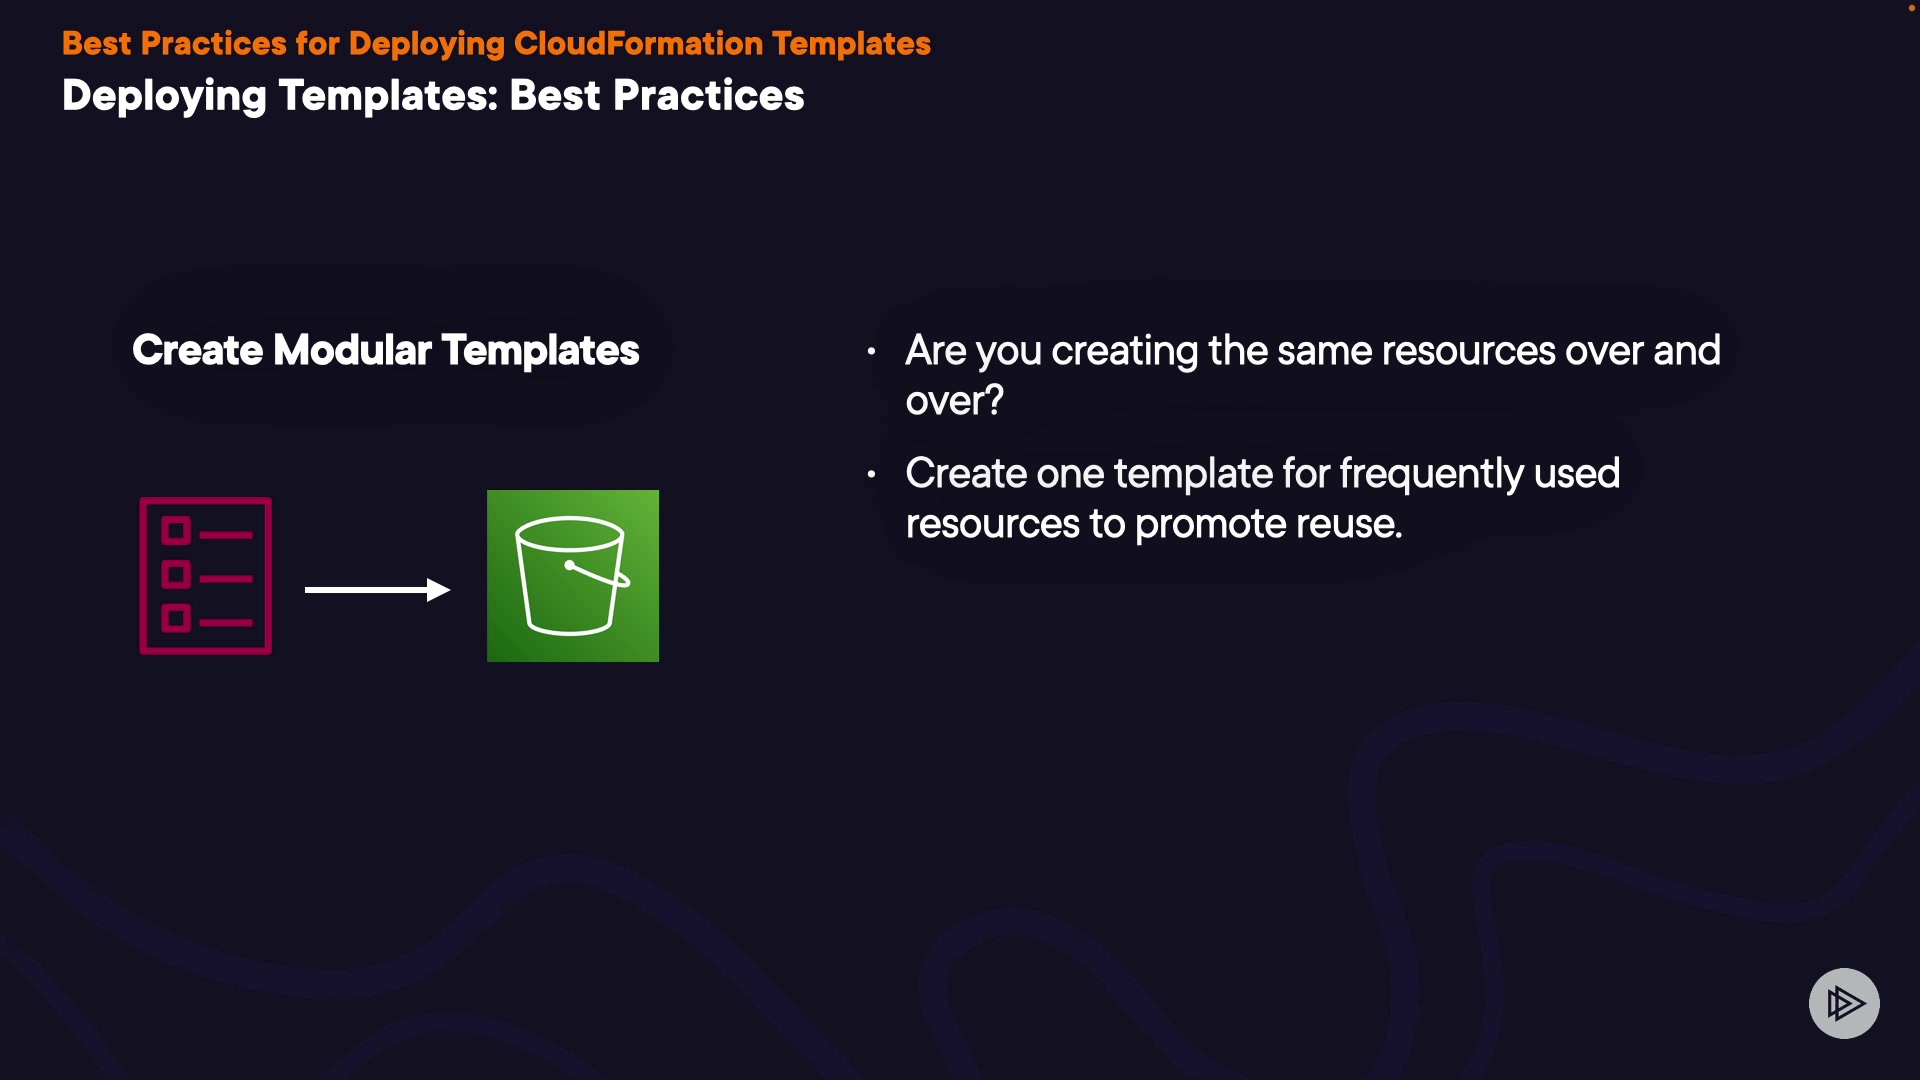 Best Practices for Deploying CloudFormation Templates
Deploying Templates: Best Practices
Create Modular Templates
• Are you creating the same resources over and
over?
• Create one template for frequently used
resources to promote reuse.